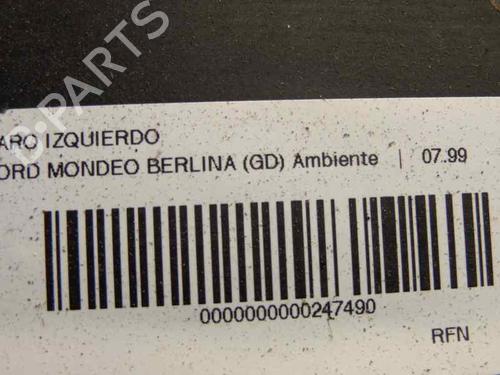 B-PARTS
ARO IZQUIERDO
ORD MONDEO BERLINA (GD) Ambiente | 07.99
0000000000247490
RFN